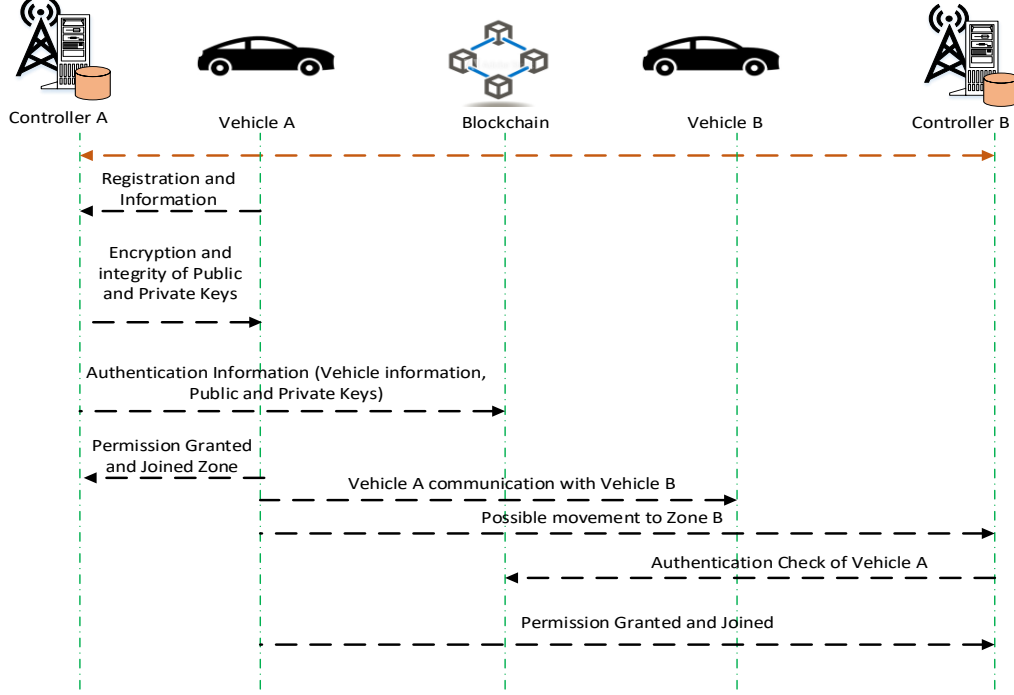 Controller A
Vehicle A
Blockchain
Vehicle B
Controller B
Registration and
Information
Encryption and
integrity of Public
and Private Keys
Authentication Information (Vehicle information,
Public and Private Keys)
Permission Granted
and Joined Zone
Vehicle A communication with Vehicle B
Possible movement to Zone B
Authentication Check of Vehicle A
Permission Granted and Joined